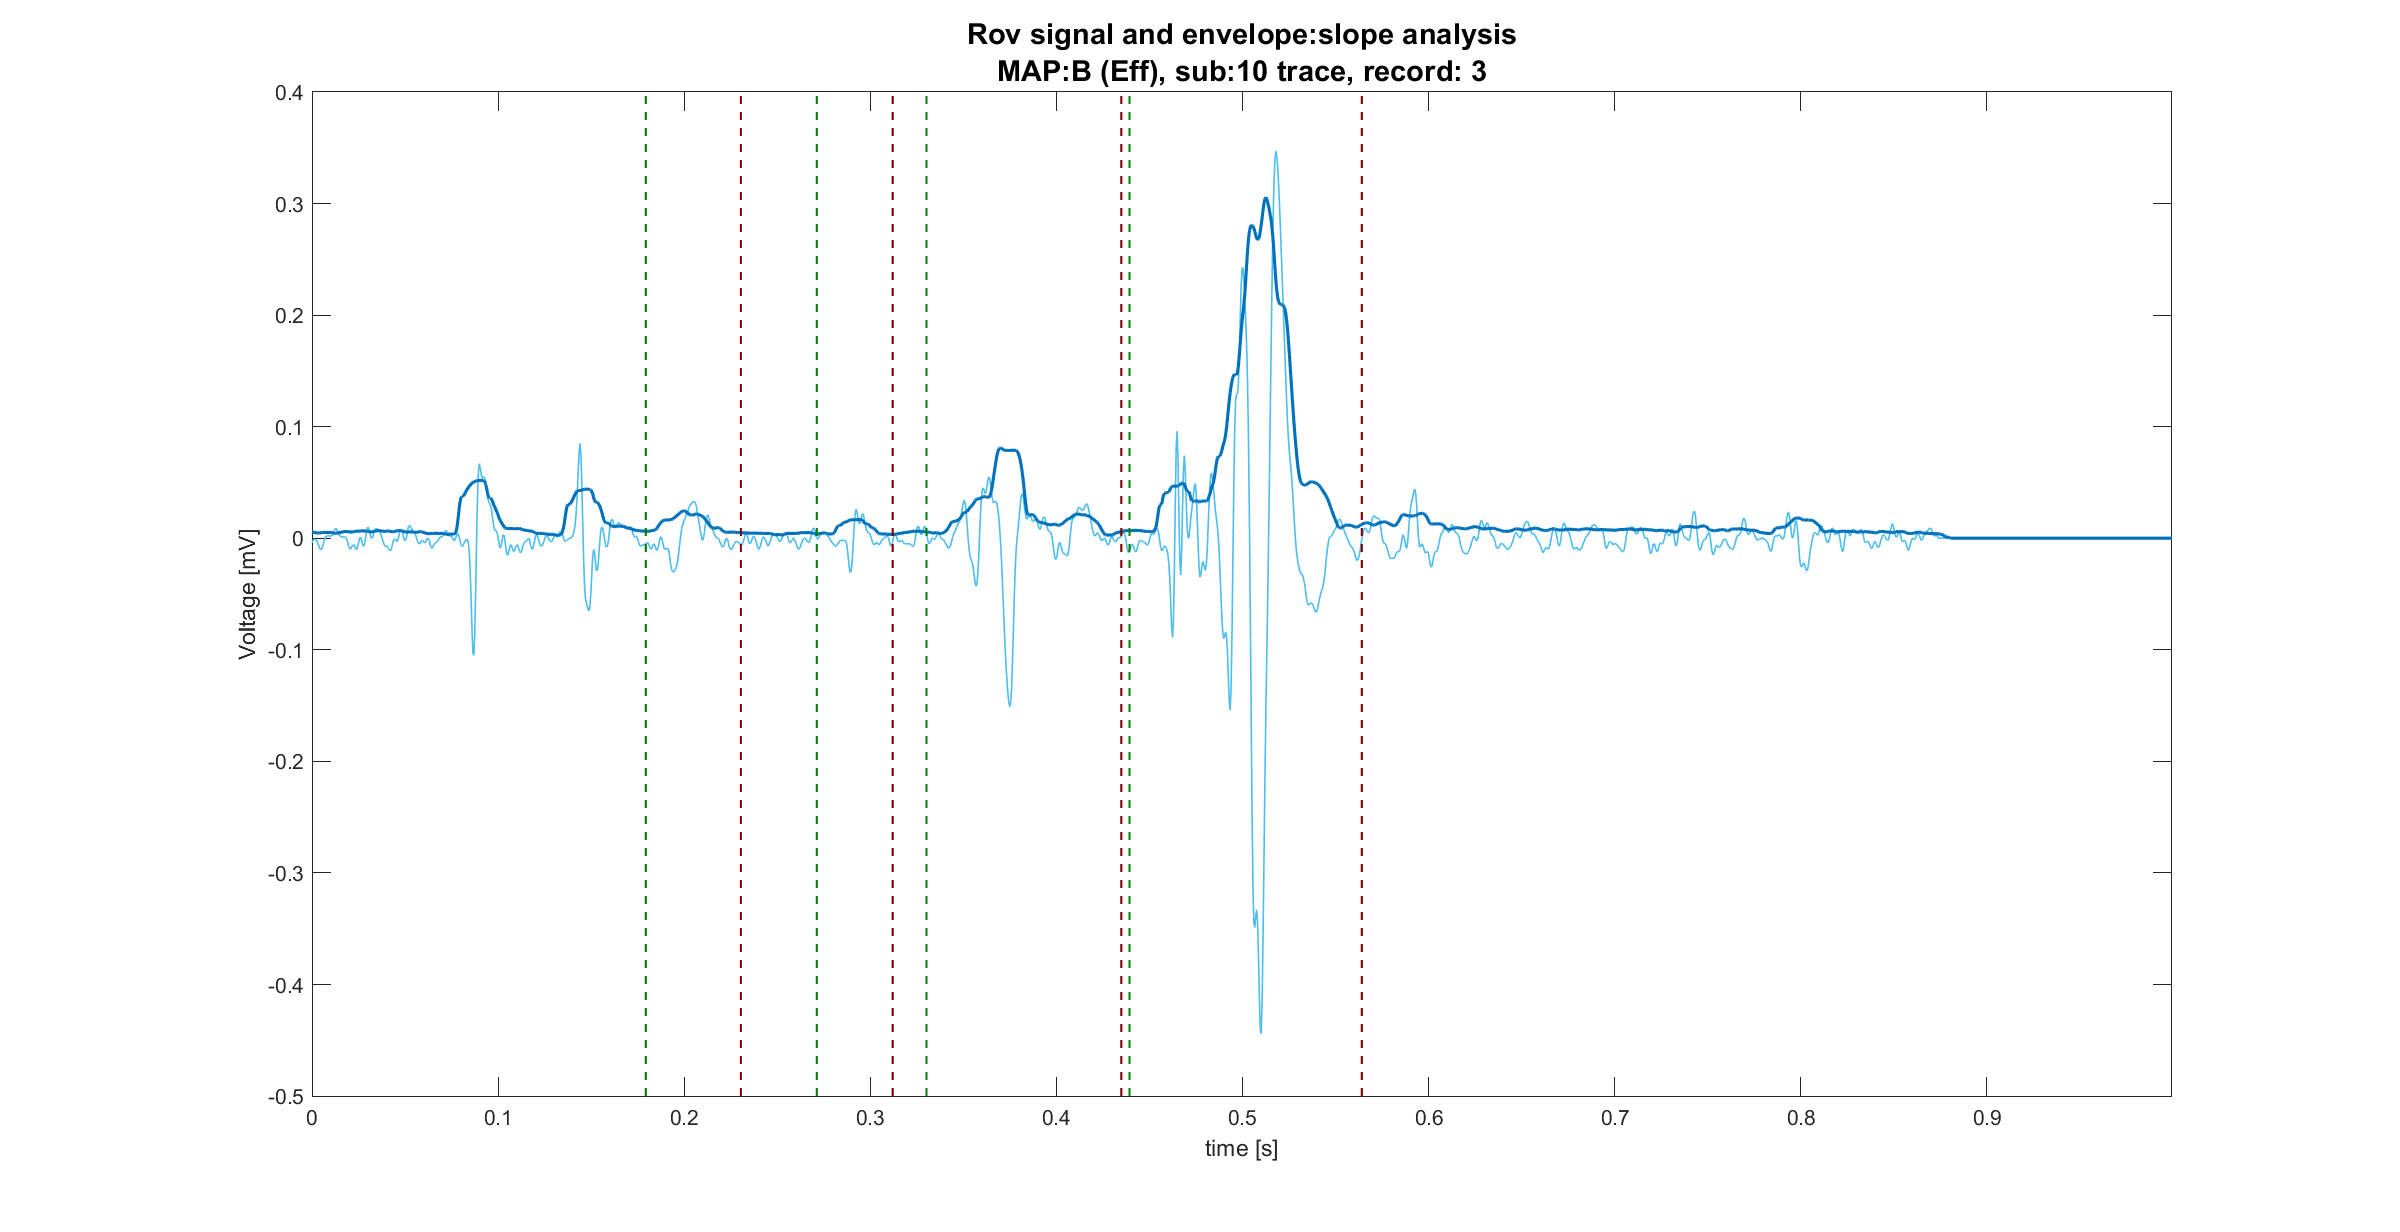 Rov signal and envelope:slope analysis
MAP:B (Eff), sub:10 trace, record: 3
0.4
0.3
0.2
0.1
0
-0.1
-0.2
-0.3
-0.4
-0.5
Voltage [mV]
0 0.1 0.2 0.3 0.4 0.5 0.6 0.7 0.8 0.9
time [s]